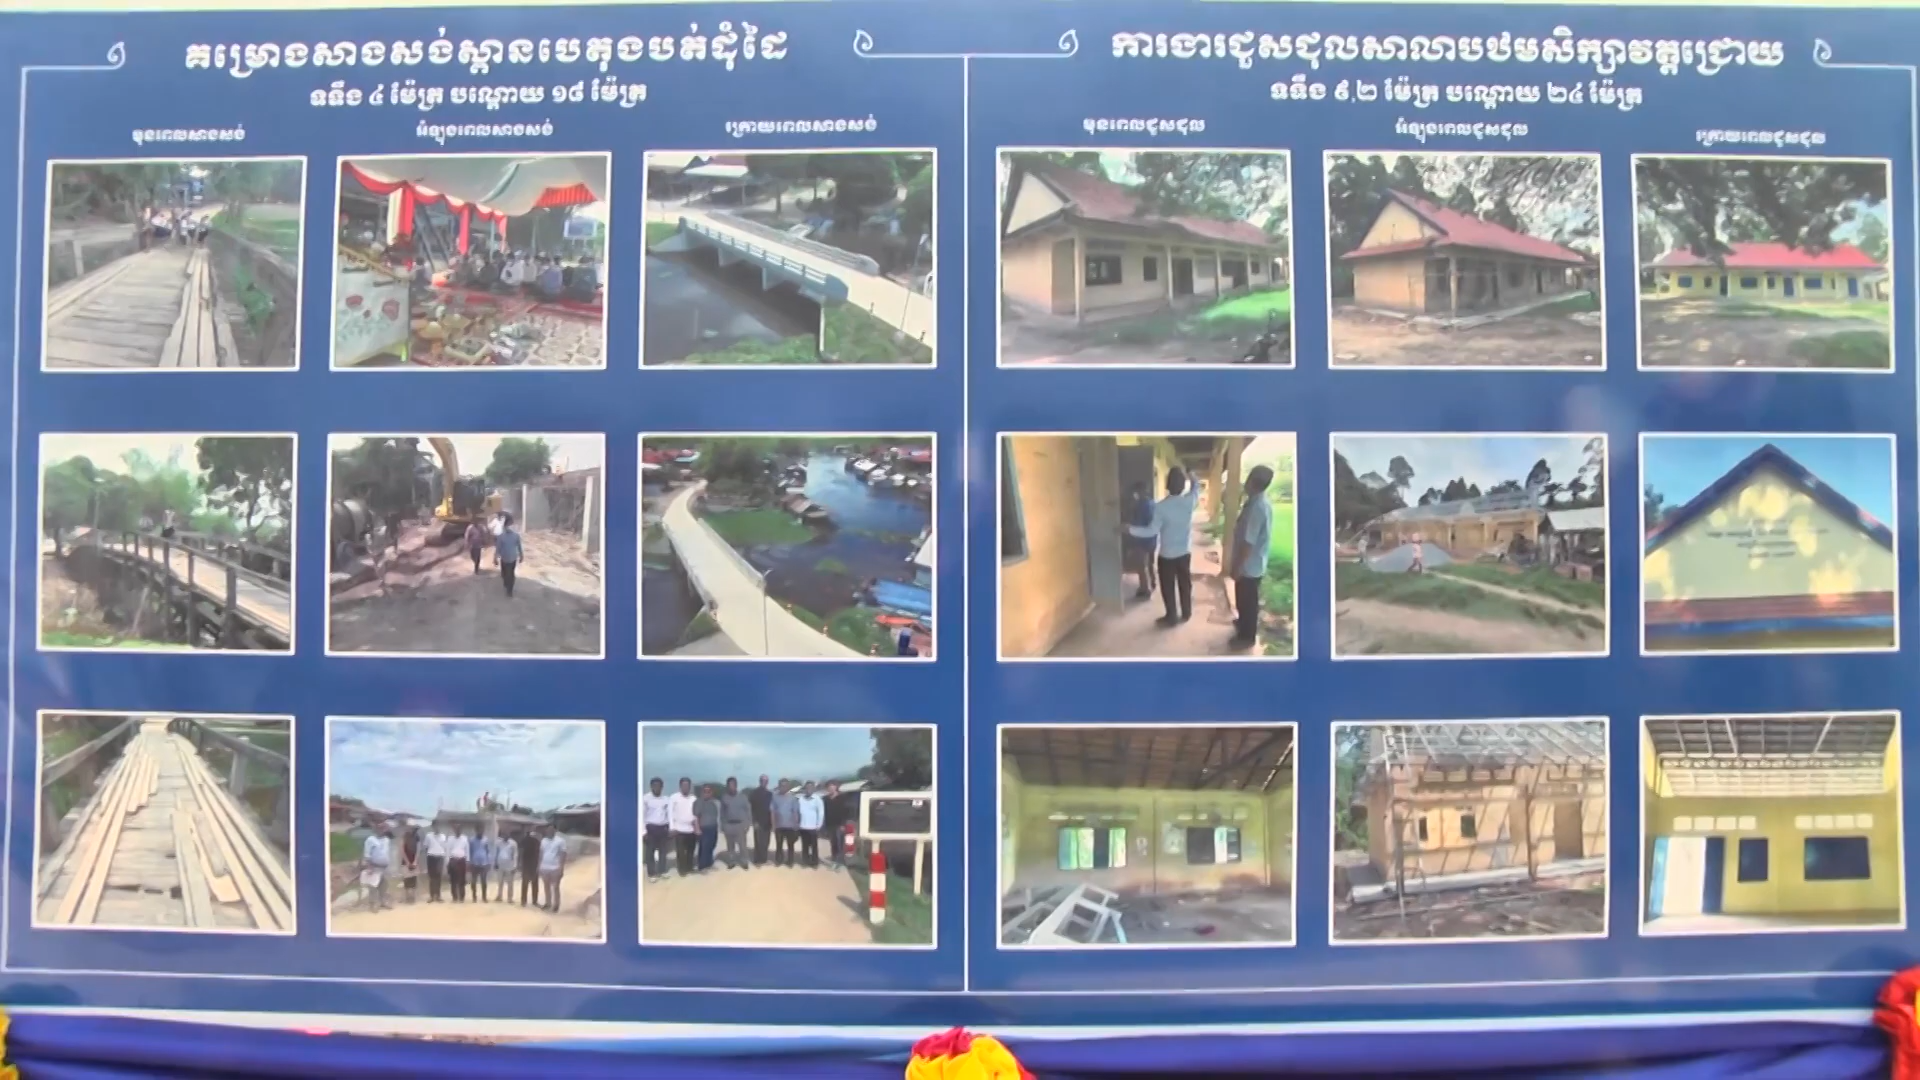 គម្រោងសាងសង់ស្ពានបេតុងបត់ដុំដៃ
ទទឹង ៤ ម៉ែត្រ បណ្តោយ ១៨ ម៉ែត្រ
មុនពេលសាងសង់
អំឡុងពេលសាងសង់
ក្រោយពេលសាងសង់
ការងារជួសជុលសាលាបឋមសិក្សាវត្តជ្រោយ
ទទឹង ៩,២ ម៉ែត្រ បណ្តោយ ២៤ ម៉ែត្រ
មុនពេលជួសជុល
អំឡុងពេលជួសជុល
ក្រោយពេលជួសជុល